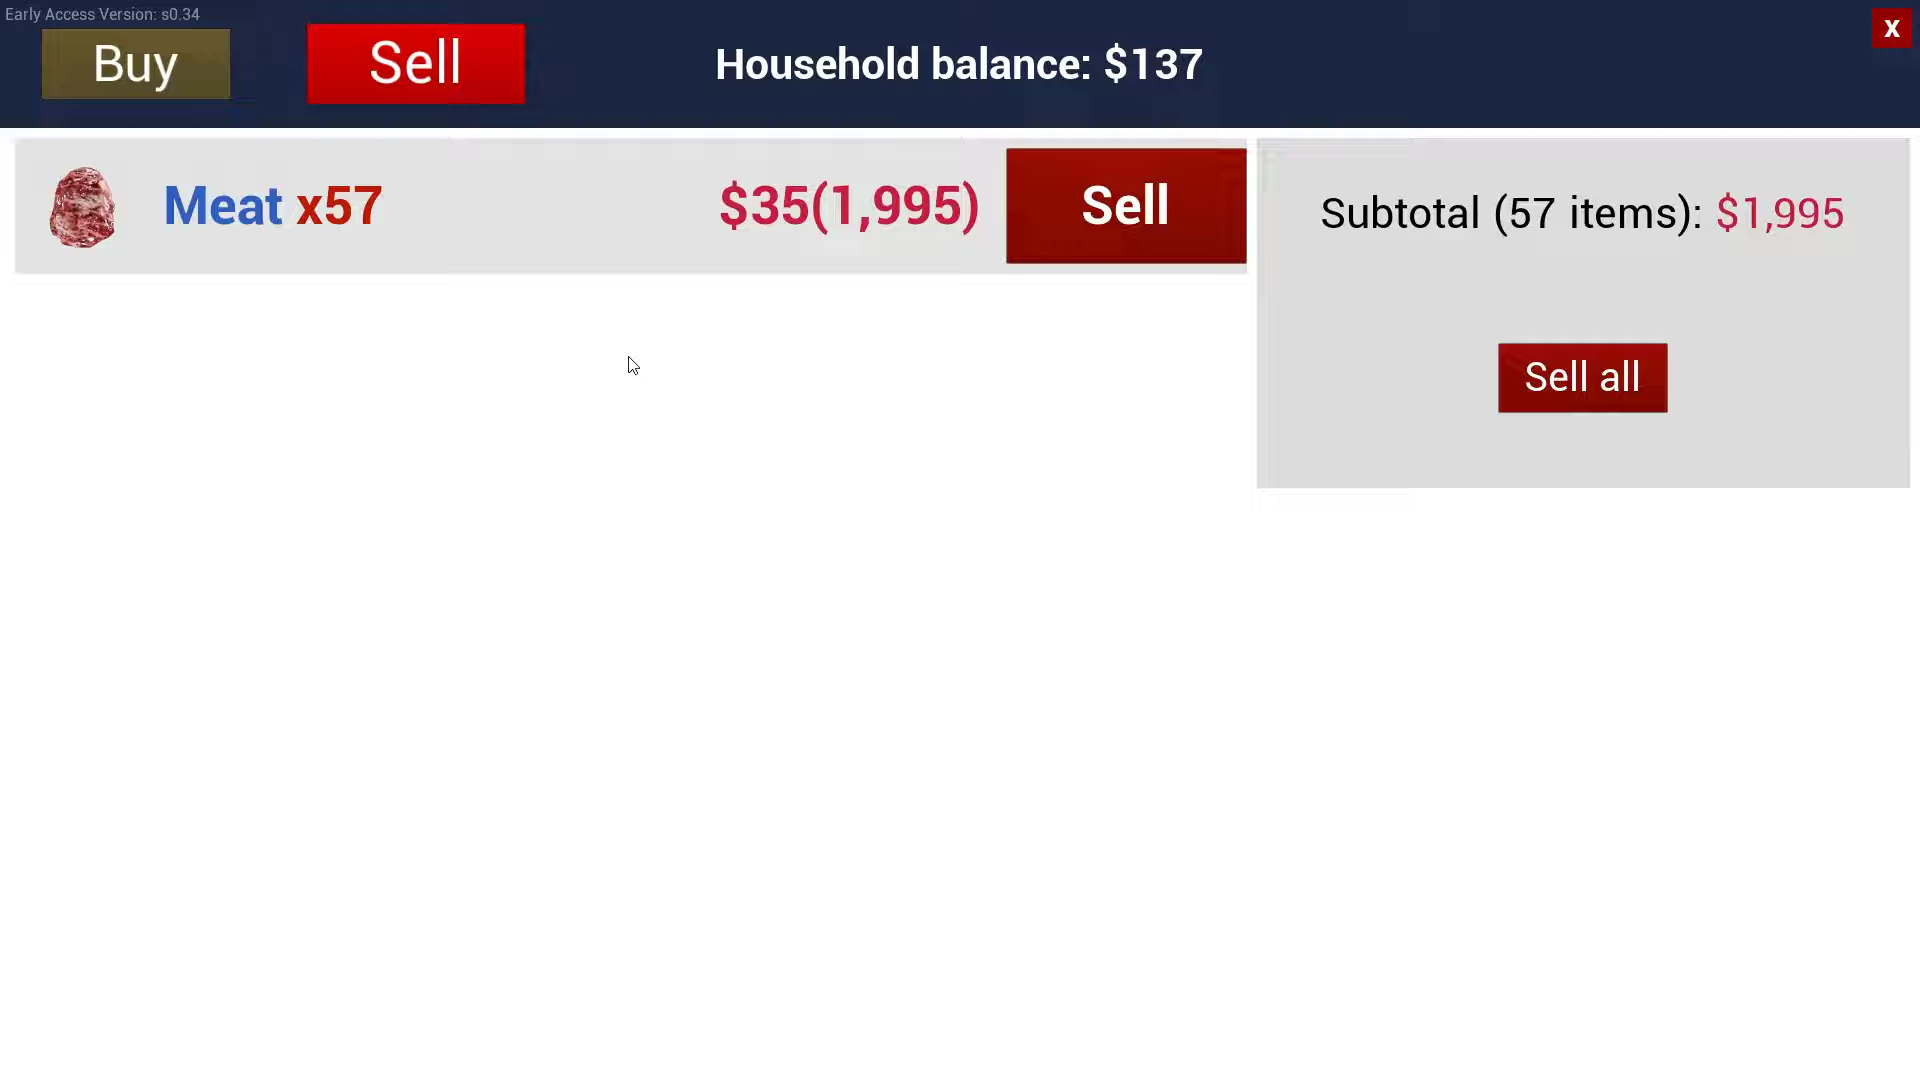 Early Access Version: s0.34
Buy
Sell
Household balance: $137
X
Meat x57
$35(1,995)
Sell
Subtotal (57 items): $1,995
Sell all